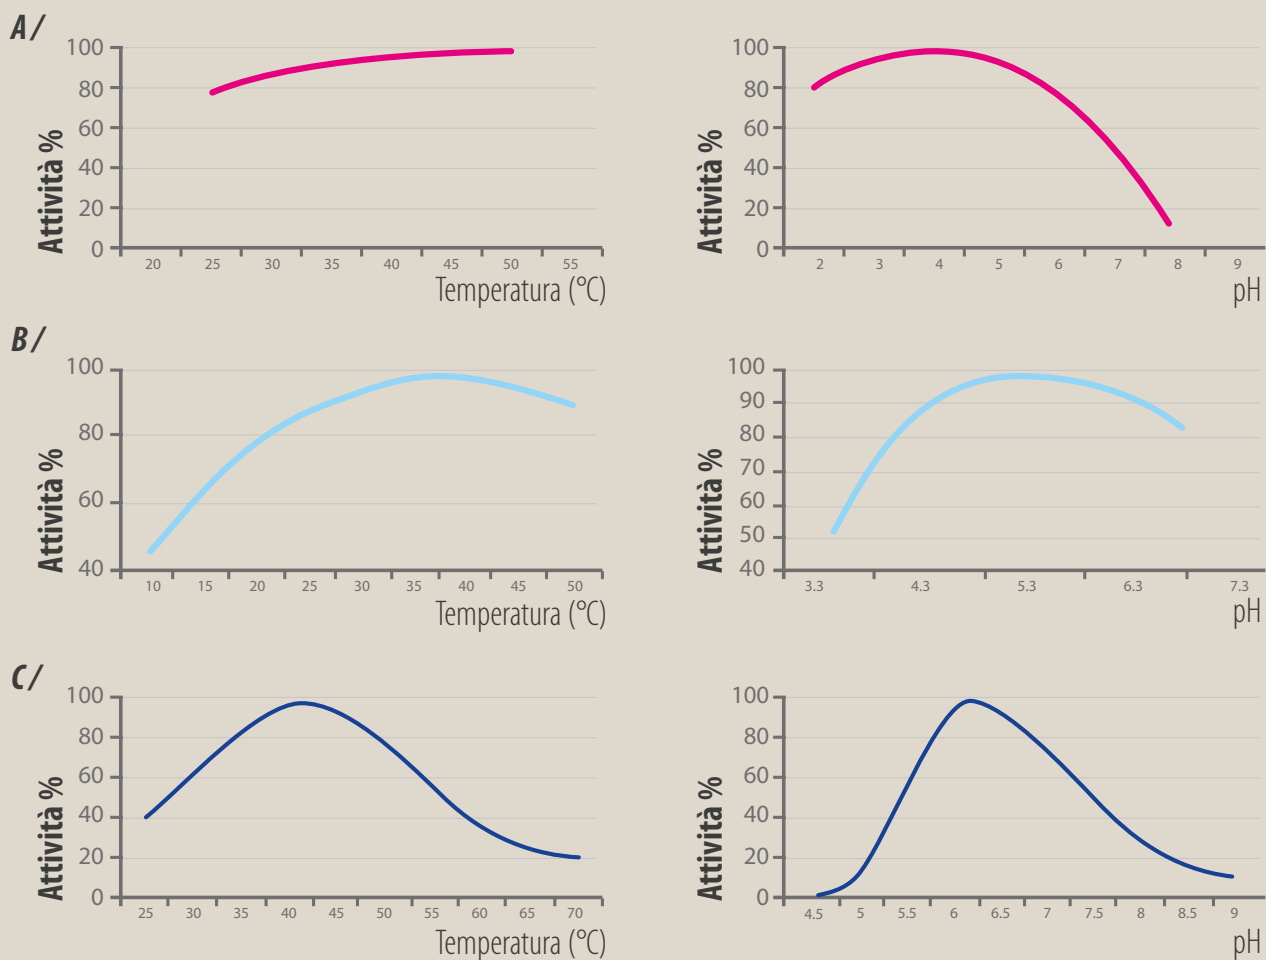 A/
100
80
60
40
20
0
Attività %
20 25 30 35 40 45 50 55
Temperatura (°C)
100
80
60
40
20
0
Attività %
2 3 4 5 6 7 8 9
pH
B/
100
80
60
40
Attività %
10 15 20 25 30 35 40 45 50
Temperatura (°C)
100
90
80
70
60
50
40
Attività %
3.3 4.3 5.3 6.3 7.3
pH
C/
100
80
60
40
20
0
Attività %
25 30 35 40 45 50 55 60 65 70
Temperatura (°C)
100
80
60
40
20
0
Attività %
4.5 5 5.5 6 6.5 7 7.5 8 8.5 9
pH